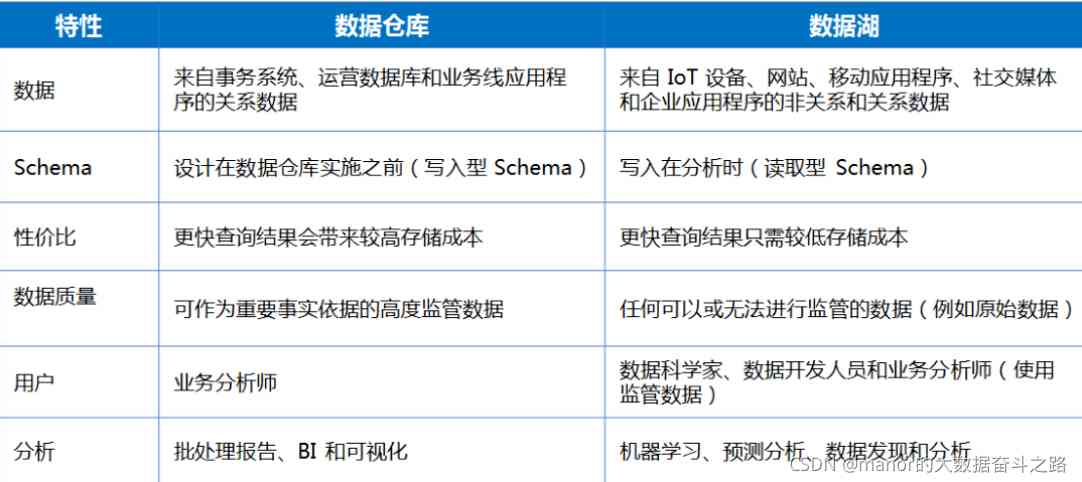 特性 数据仓库 数据湖
数据 来自事务系统、运营数据库和业务线应用程 来自 IoT 设备、网站、移动应用程序、社交媒体
序的关系数据 和企业应用程序的非关系和关系数据
Schema 设计在数据仓库实施之前(写入型 Schema) 写入在分析时(读取型 Schema)
性价比 更快查询结果会带来较高存储成本 更快查询结果只需较低存储成本
数据质量 可作为重要事实依据的高度监管数据 任何可以或无法进行监管的数据(例如原始数据)
用户 业务分析师 数据科学家、数据开发人员和业务分析师(使用
监管数据)
分析 批处理报告、BI 和可视化 机器学习、预测分析、数据发现和分析
CSDN @manor的大数据奋斗之路